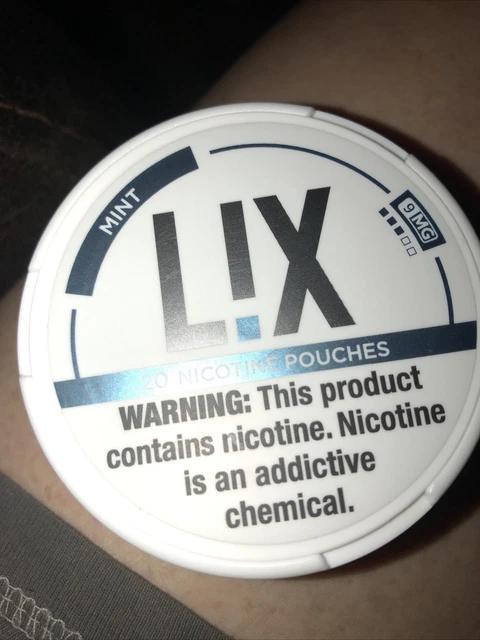 MINT
9 MG
L!X
20 NICOTINE POUCHES
WARNING: This product
contains nicotine. Nicotine
is an addictive
chemical.